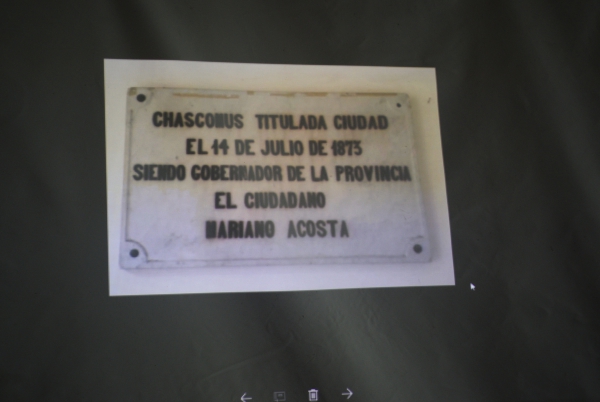 CHASCOMUS TITULADA CIUDAD
EL 14 DE JULIO DE 1873
SIENDO GOBERNADOR DE LA PROVINCIA
EL CIUDADANO
MARIANO ACOSTA